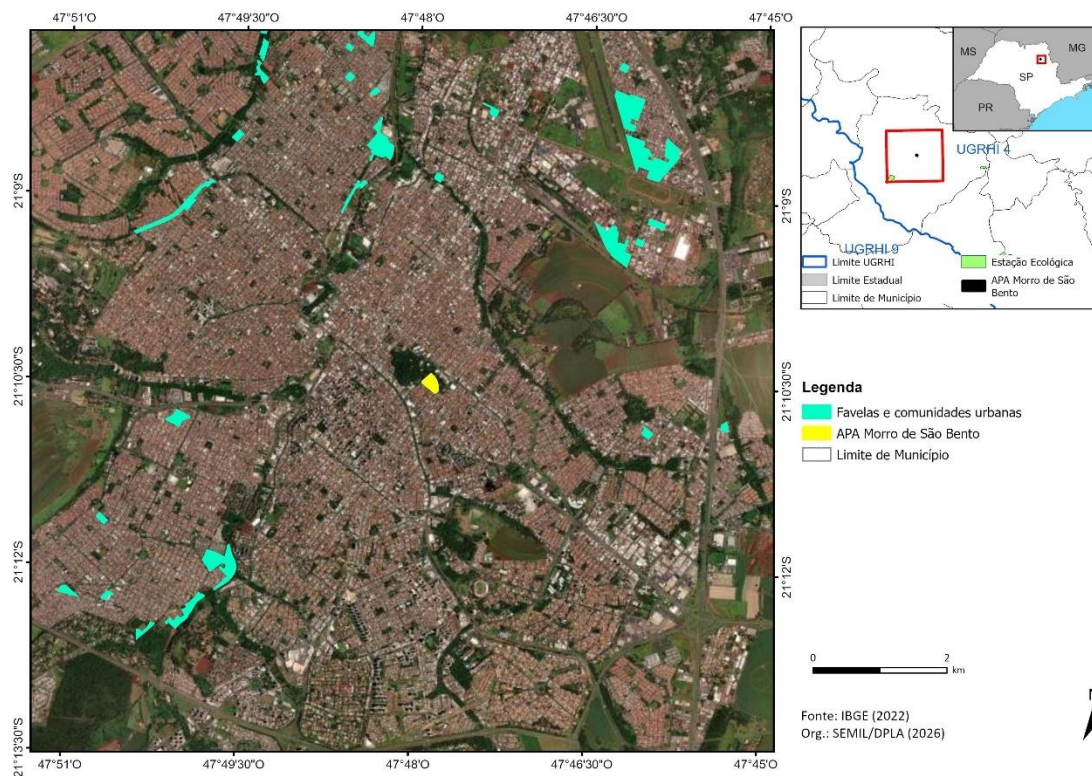 47°51'O
47°49'30"O
47°48'O
47°46'30"O
47°45'O
21°9'S
21°10'30"S
21°12'S
21°13'30"S
21°9'S
21°10'30"S
21°12'S
47°51'O
47°49'30"O
47°48'O
47°46'30"O
47°45'O
MS
MG
SP
PR
UGRHI 4
UGRHI 9
Limite UGRHI
Limite Estadual
Limite de Município
Estação Ecológica
APA Morro de São
Bento
Legenda
Favelas e comunidades urbanas
APA Morro de São Bento
Limite de Município
0 2
km
Fonte: IBGE (2022)
Org.: SEMIL/DPLA (2026)